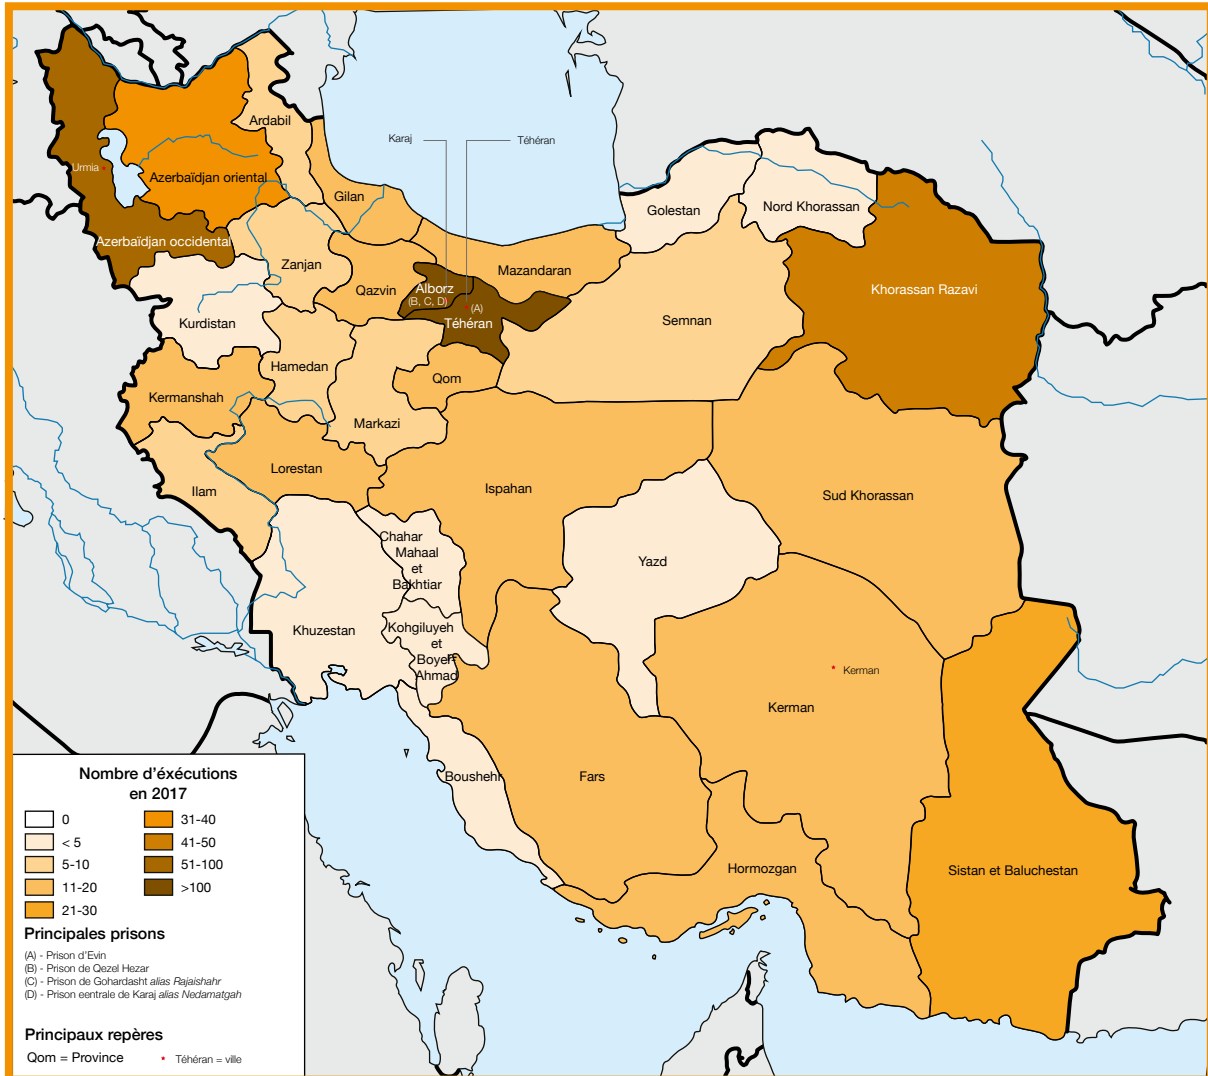 Karaj
Téhéran
Ardabil
Urmia
Azerbaïdjan oriental
Gilan
Golestan
Nord Khorassan
Azerbaïdjan occidental
Zanjan
Mazandaran
Qazvin
Alborz
(B, C, D)
(A)
Téhéran
Khorassan Razavi
Kurdistan
Semnan
Hamedan
Qom
Kermanshah
Markazi
Lorestan
Ilam
Ispahan
Sud Khorassan
Chahar
Mahaal
et
Bakhtiar
Yazd
Khuzestan
Kohgiluyeh
et
Boyer-
Ahmad
Kerman
Kerman
Boushehr
Fars
Hormozgan
Sistan et Baluchestan
Nombre d'éxécutions
en 2017
0
< 5
5-10
11-20
21-30
31-40
41-50
51-100
>100
Principales prisons
(A) - Prison d'Evin
(B) - Prison de Qezel Hezar
(C) - Prison de Gohardasht alias Rajaishahr
(D) - Prison eentrale de Karaj alias Nedamatgah
Principaux repères
Qom = Province
* Téhéran = ville